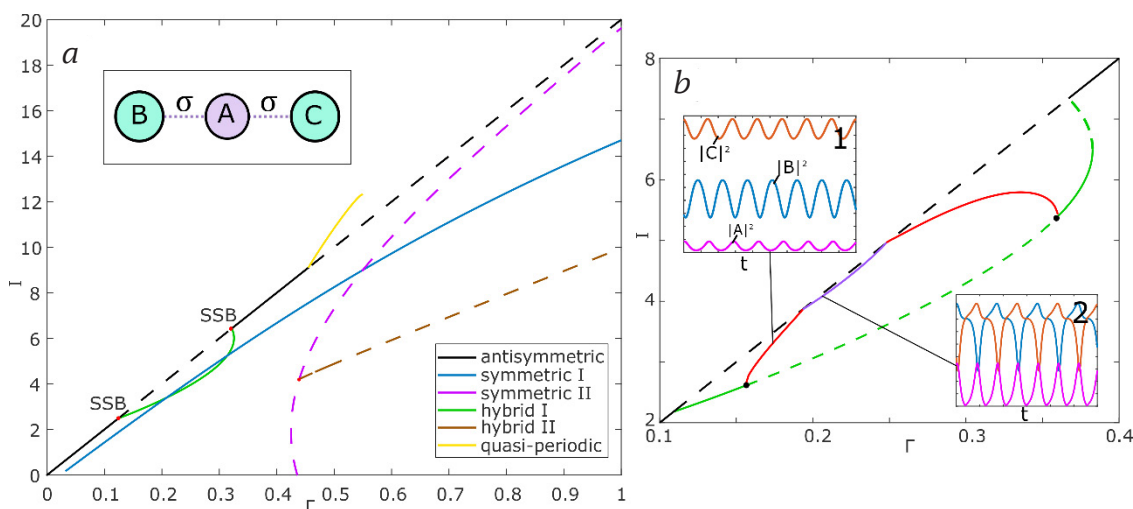 a
B σ A σ C
20
18
16
14
12
10
8
6
4
2
0
I
SSB
SSB
antisymmetric
symmetric I
symmetric II
hybrid I
hybrid II
quasi-periodic
0 0.1 0.2 0.3 0.4 0.5 0.6 0.7 0.8 0.9 1
Γ
b
8
6
4
2
I
1
|C|²
|B|²
|A|²
t
2
t
0.1 0.2 0.3 0.4
Γ